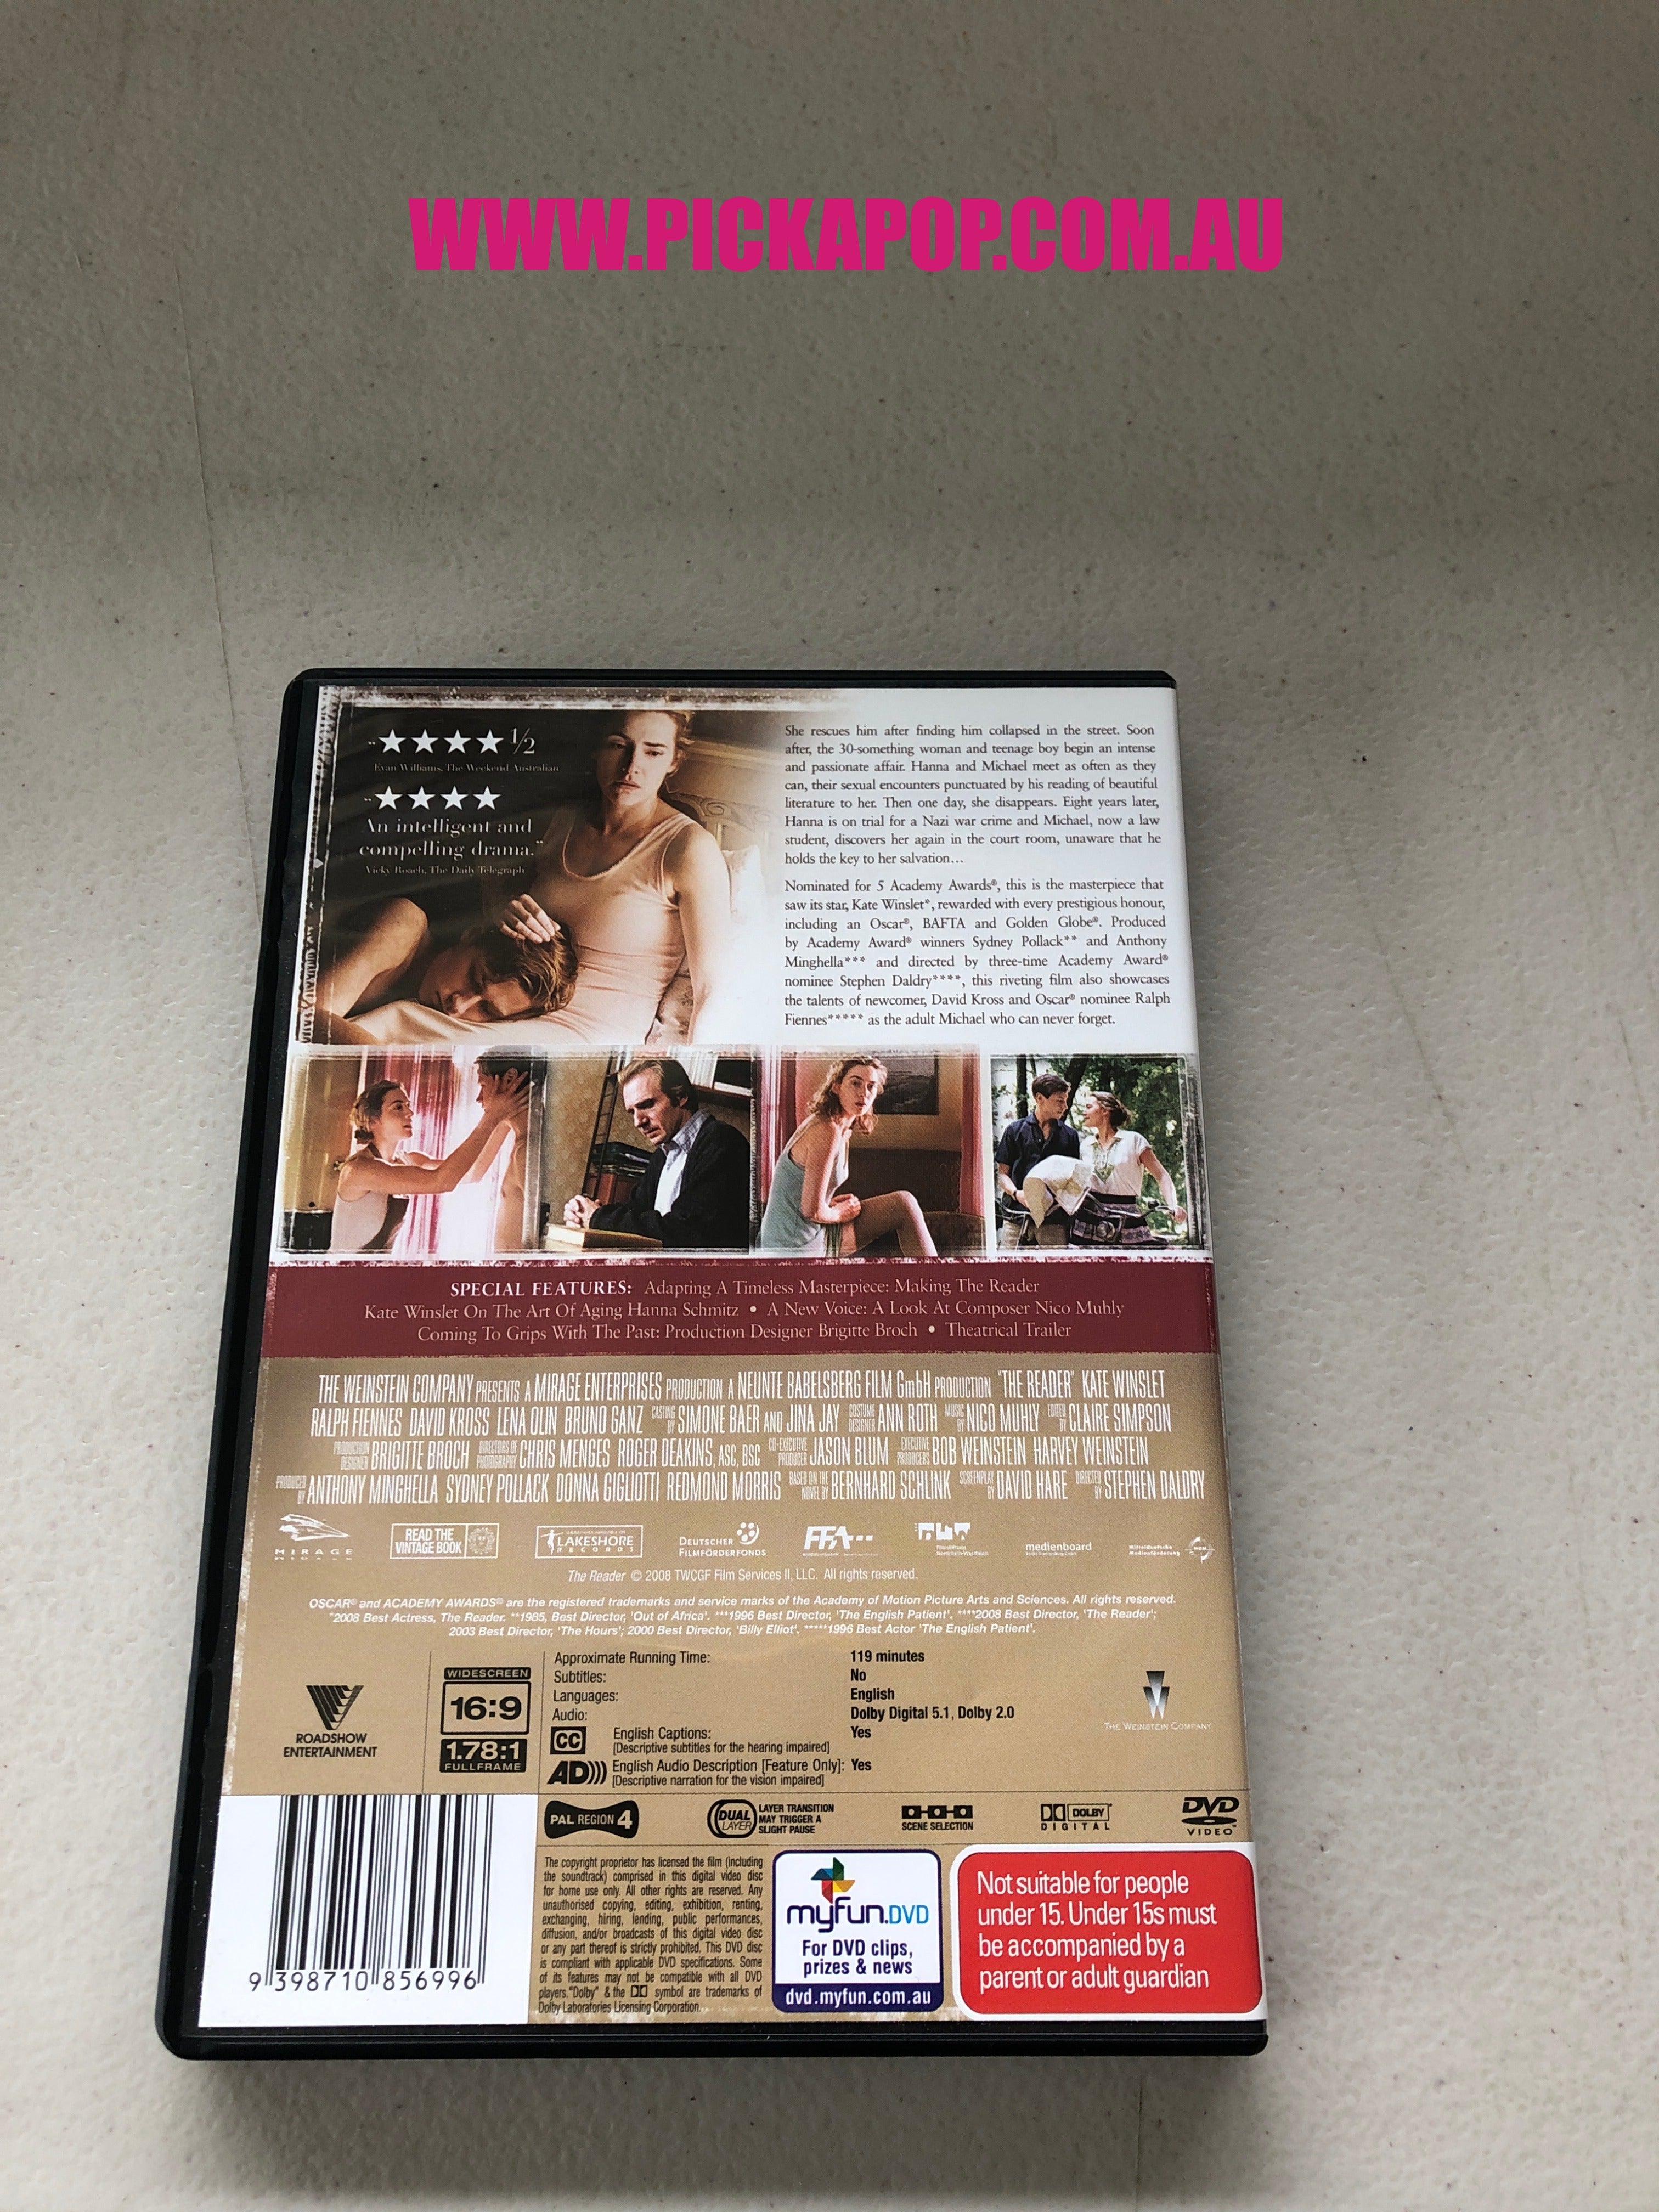 WWW.PICKAPOP.COM.AU
"★★★★½
Evan Williams, The Weekend Australian
"★★★★
An intelligent and
compelling drama."
Vicky Roach, The Daily Telegraph
She rescues him after finding him collapsed in the street. Soon
after, the 30-something woman and teenage boy begin an intense
and passionate affair. Hanna and Michael meet as often as they
can, their sexual encounters punctuated by his reading of beautiful
literature to her. Then one day, she disappears. Eight years later,
Hanna is on trial for a Nazi war crime and Michael, now a law
student, discovers her again in the court room, unaware that he
holds the key to her salvation...
Nominated for 5 Academy Awards®, this is the masterpiece that
saw its star, Kate Winslet*, rewarded with every prestigious honour,
including an Oscar®, BAFTA and Golden Globe®. Produced
by Academy Award® winners Sydney Pollack** and Anthony
Minghella*** and directed by three-time Academy Award®
nominee Stephen Daldry****, this riveting film also showcases
the talents of newcomer, David Kross and Oscar® nominee Ralph
Fiennes***** as the adult Michael who can never forget.
SPECIAL FEATURES: Adapting A Timeless Masterpiece: Making The Reader
Kate Winslet On The Art Of Aging Hanna Schmitz • A New Voice: A Look At Composer Nico Muhly
Coming To Grips With The Past: Production Designer Brigitte Broch • Theatrical Trailer
THE WEINSTEIN COMPANY PRESENTS A MIRAGE ENTERPRISES PRODUCTION A NEUNTE BABELSBERG FILM GmbH PRODUCTION "THE READER" KATE WINSLET
RALPH FIENNES DAVID KROSS LENA OLIN BRUNO GANZ CASTING BY SIMONE BAER AND JINA JAY COSTUME DESIGNER ANN ROTH MUSIC BY NICO MUHLY EDITED BY CLAIRE SIMPSON
PRODUCTION DESIGNER BRIGITTE BROCH DIRECTORS OF PHOTOGRAPHY CHRIS MENGES ROGER DEAKINS, ASC, BSC CO-EXECUTIVE PRODUCER JASON BLUM EXECUTIVE PRODUCERS BOB WEINSTEIN HARVEY WEINSTEIN
PRODUCED BY ANTHONY MINGHELLA SYDNEY POLLACK DONNA GIGLIOTTI REDMOND MORRIS BASED ON THE NOVEL BY BERNHARD SCHLINK SCREENPLAY BY DAVID HARE DIRECTED BY STEPHEN DALDRY
MIRAGE
READ THE
VINTAGE BOOK
LAKESHORE
RECORDS
DEUTSCHER
FILMFÖRDERFONDS
FFA
medienboard
Mitteldeutsche
Medienförderung
The Reader © 2008 TWCGF Film Services II, LLC. All rights reserved.
OSCAR® and ACADEMY AWARDS® are the registered trademarks and service marks of the Academy of Motion Picture Arts and Sciences. All rights reserved.
*2008 Best Actress, The Reader. **1985, Best Director, 'Out of Africa'. ***1996 Best Director, 'The English Patient'. ****2008 Best Director, 'The Reader';
2003 Best Director, 'The Hours'; 2000 Best Director, 'Billy Elliot'. *****1996 Best Actor 'The English Patient'.
ROADSHOW
ENTERTAINMENT
WIDESCREEN
16:9
1.78:1
FULLFRAME
Approximate Running Time: 119 minutes
Subtitles: No
Languages: English
Audio: Dolby Digital 5.1, Dolby 2.0
CC English Captions: Yes
[Descriptive subtitles for the hearing impaired]
AD))) English Audio Description [Feature Only]: Yes
[Descriptive narration for the vision impaired]
THE WEINSTEIN COMPANY
PAL REGION 4
DUAL
LAYER
LAYER TRANSITION
MAY TRIGGER A
SLIGHT PAUSE
SCENE SELECTION
DOLBY
DIGITAL
DVD
VIDEO
9 398710 856996
The copyright proprietor has licensed the film (including
the soundtrack) comprised in this digital video disc
for home use only. All other rights are reserved. Any
unauthorised copying, editing, exhibition, renting,
exchanging, hiring, lending, public performances,
diffusion, and/or broadcasts of this digital video disc
or any part thereof is strictly prohibited. This DVD disc
is compliant with applicable DVD specifications. Some
of its features may not be compatible with all DVD
players. "Dolby" & the DD symbol are trademarks of
Dolby Laboratories Licensing Corporation.
myfun.DVD
For DVD clips,
prizes & news
dvd.myfun.com.au
Not suitable for people
under 15. Under 15s must
be accompanied by a
parent or adult guardian